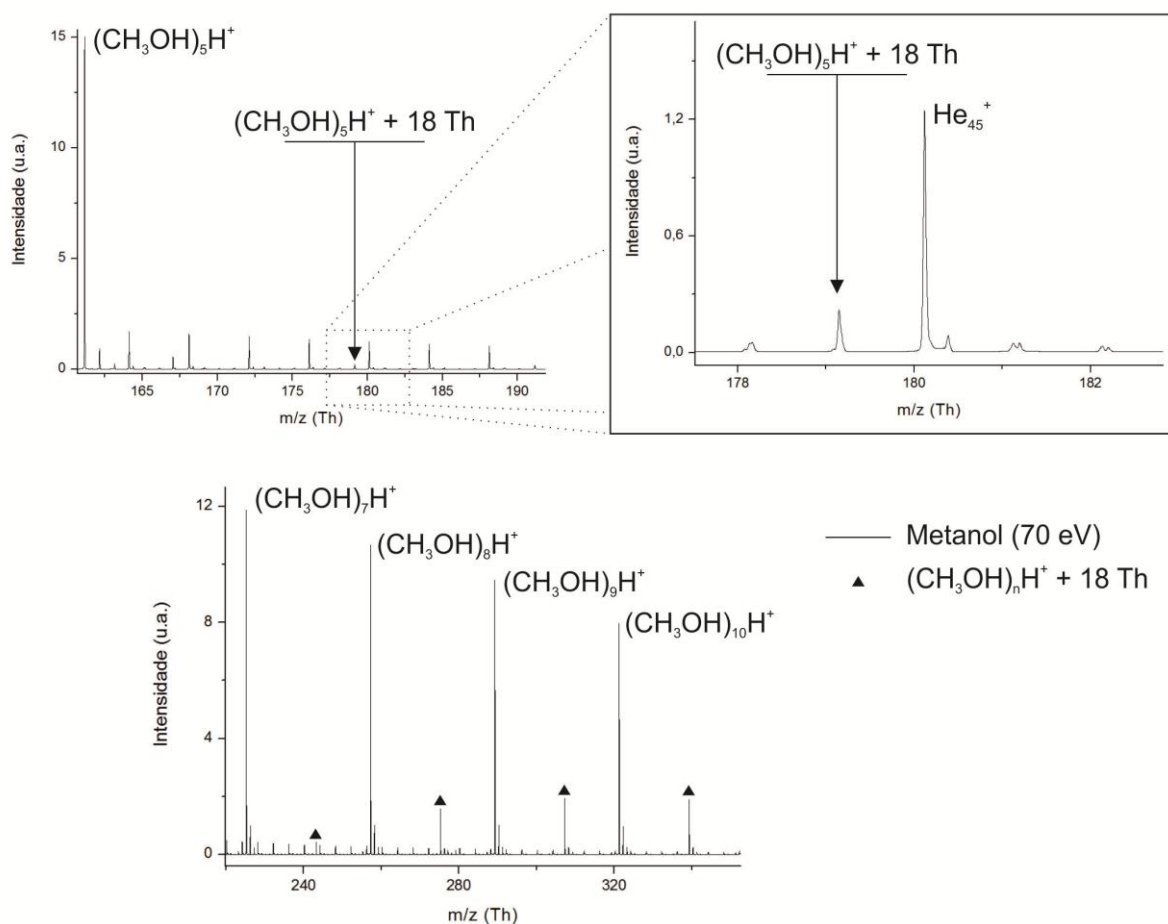 (CH₃OH)₅H⁺
(CH₃OH)₅H⁺ + 18 Th
Intensidade (u.a.)
15
10
5
0
165
170
175
180
185
190
m/z (Th)
(CH₃OH)₅H⁺ + 18 Th
He₄₅⁺
Intensidade (u.a.)
1,2
0,6
0,0
178
180
182
m/z (Th)
(CH₃OH)₇H⁺
(CH₃OH)₈H⁺
(CH₃OH)₉H⁺
(CH₃OH)₁₀H⁺
Intensidade (u.a.)
12
8
4
0
240
280
320
m/z (Th)
Metanol (70 eV)
(CH₃OH)ₙH⁺ + 18 Th